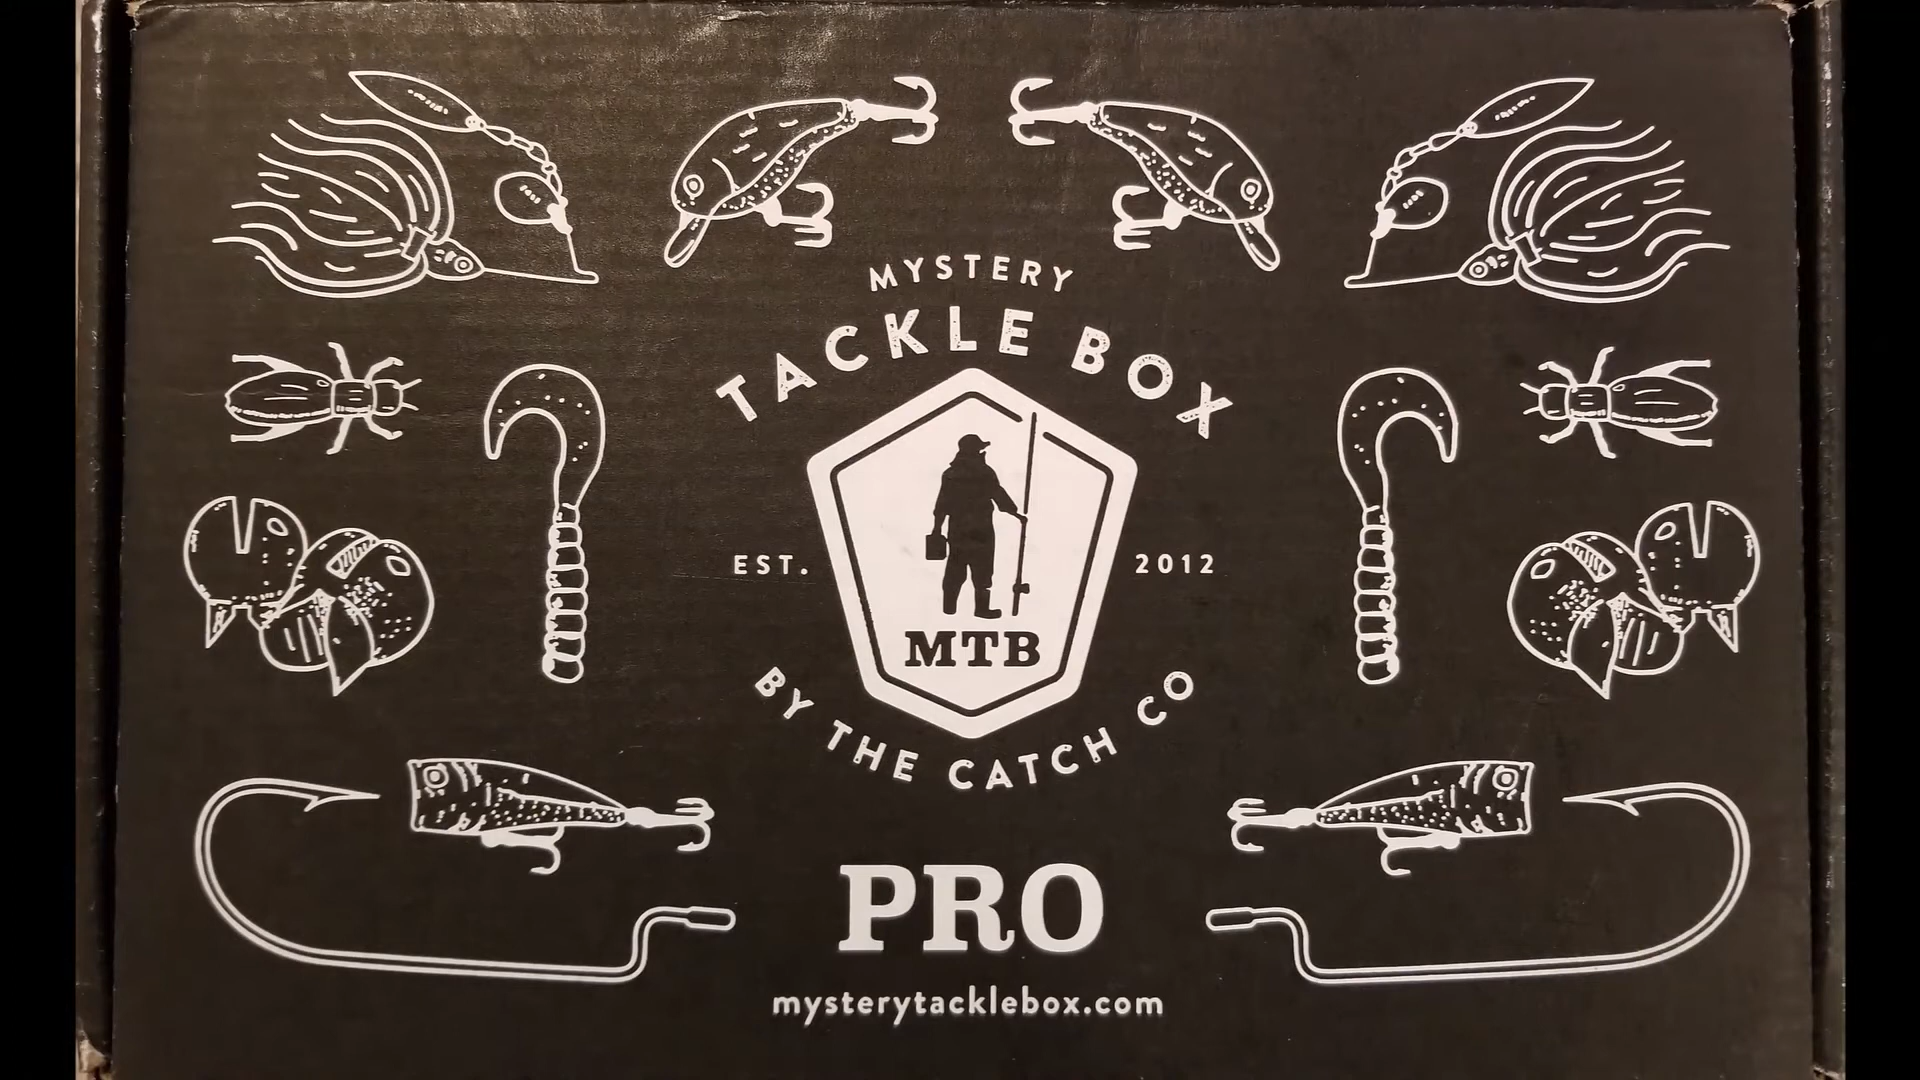 MYSTERY
TACKLE BOX
EST. 2012
MTB
BY THE CATCH CO
PRO
mysterytacklebox.com